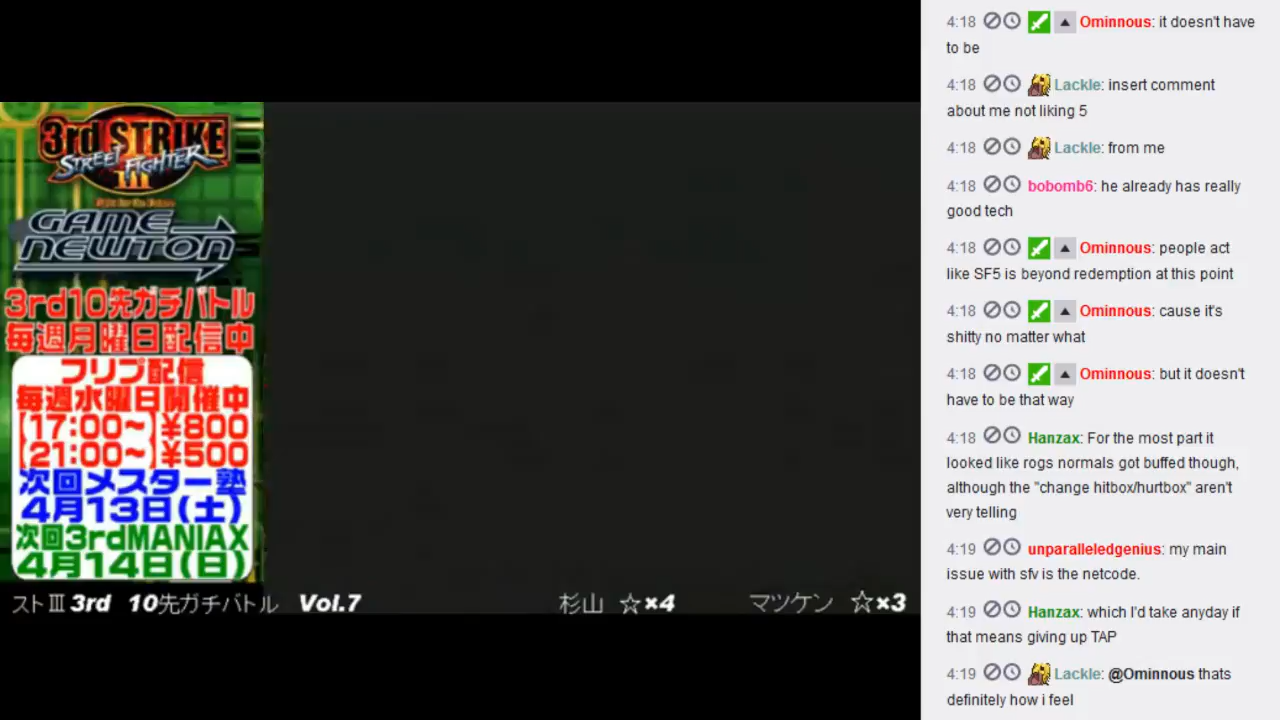 3rd STRIKE
STREET FIGHTER
III
GAME
NEWTON
3rd10先ガチバトル
毎週月曜日配信中
フリプ配信
毎週水曜日開催中
(17:00~)¥800
(21:00~)¥500
次回メスター塾
4月13日(土)
次回3rdMANIAX
4月14日(日)
ストⅢ 3rd 10先ガチバトル Vol.7 杉山 ☆×4 マツケン ☆×3
4:18 Ominnous: it doesn't have
to be
4:18 Lackle: insert comment
about me not liking 5
4:18 Lackle: from me
4:18 bobomb6: he already has really
good tech
4:18 Ominnous: people act
like SF5 is beyond redemption at this point
4:18 Ominnous: cause it's
shitty no matter what
4:18 Ominnous: but it doesn't
have to be that way
4:18 Hanzax: For the most part it
looked like rogs normals got buffed though,
although the "change hitbox/hurtbox" aren't
very telling
4:19 unparalleledgenius: my main
issue with sfv is the netcode.
4:19 Hanzax: which I'd take anyday if
that means giving up TAP
4:19 Lackle: @Ominnous thats
definitely how i feel